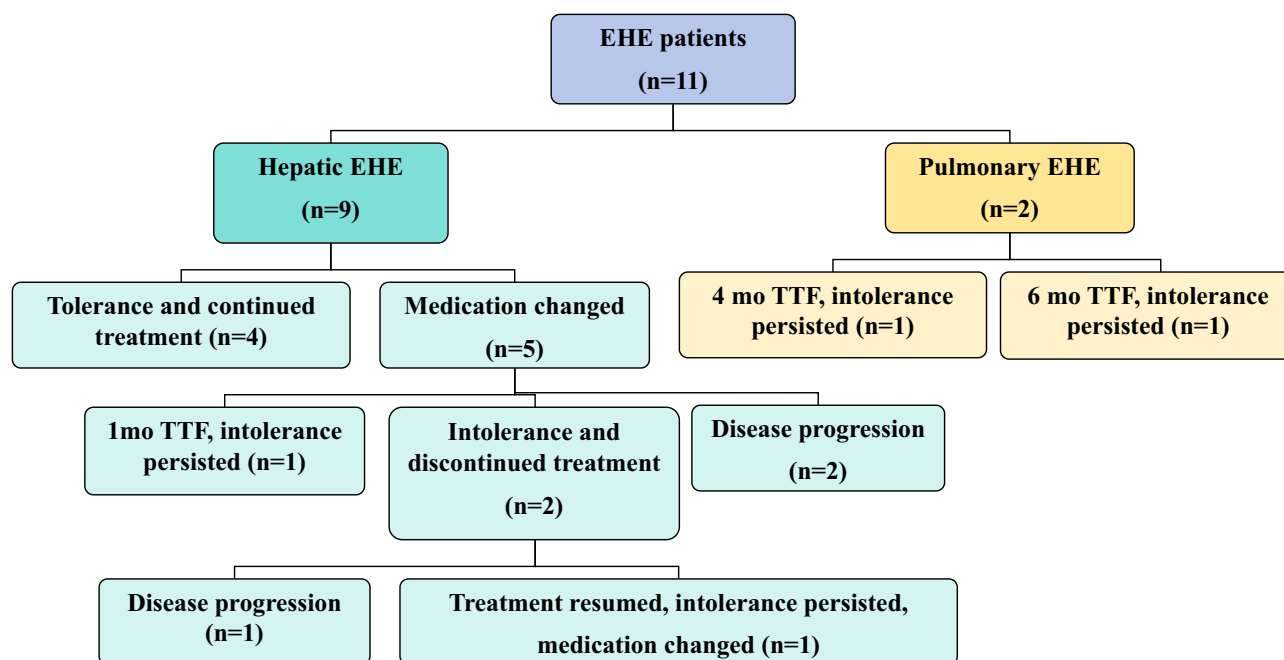 EHE patients
(n=11)
Hepatic EHE
(n=9)
Pulmonary EHE
(n=2)
Tolerance and continued
treatment (n=4)
Medication changed
(n=5)
4 mo TTF, intolerance
persisted (n=1)
6 mo TTF, intolerance
persisted (n=1)
1mo TTF, intolerance
persisted (n=1)
Intolerance and
discontinued treatment
(n=2)
Disease progression
(n=2)
Disease progression
(n=1)
Treatment resumed, intolerance persisted,
medication changed (n=1)